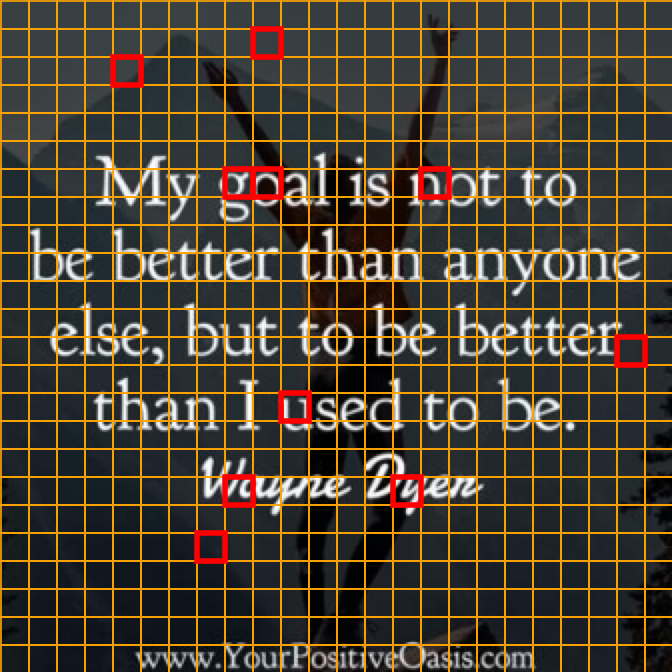 My goal is not to
be better than anyone
else, but to be better
than I used to be.
Wayne Dyer
www.YourPositiveOasis.com